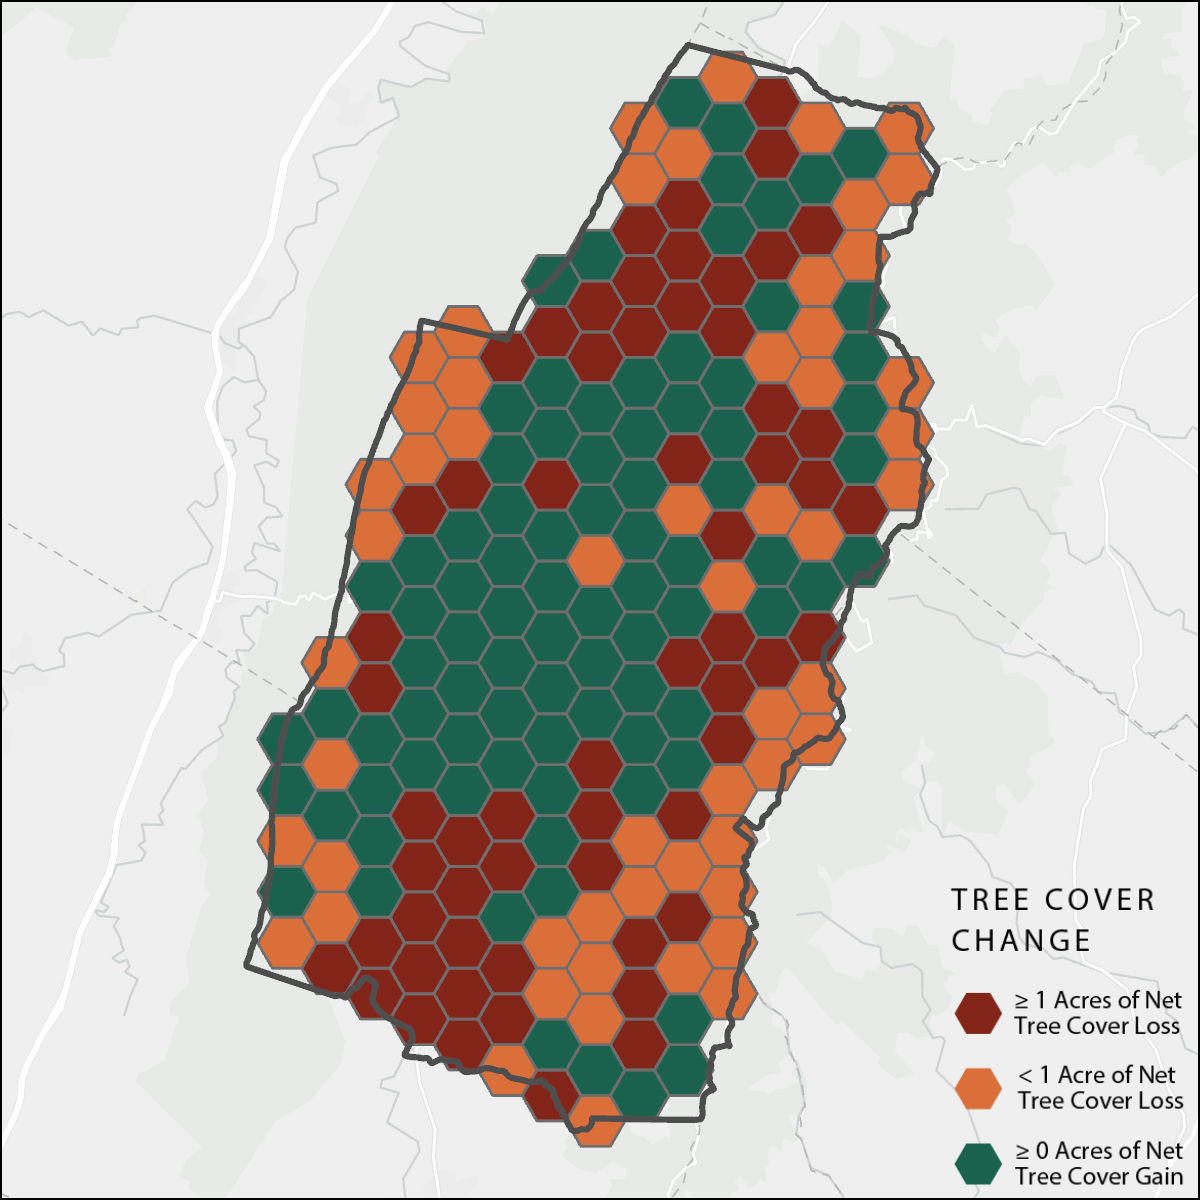 TREE COVER
CHANGE
≥ 1 Acres of Net
Tree Cover Loss
< 1 Acre of Net
Tree Cover Loss
≥ 0 Acres of Net
Tree Cover Gain